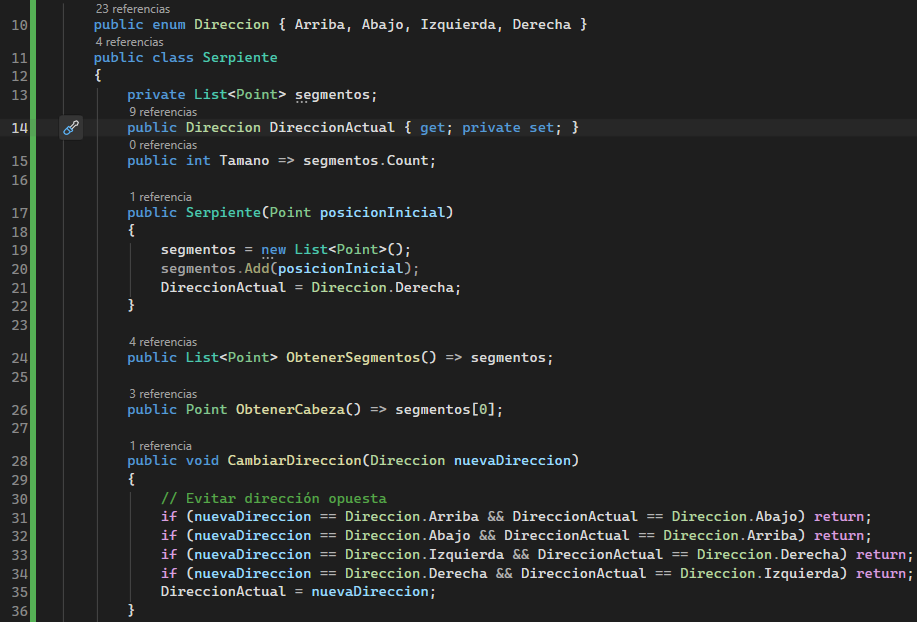 23 referencias
10 public enum Direccion { Arriba, Abajo, Izquierda, Derecha }
4 referencias
11 public class Serpiente
12 {
13 private List<Point> segmentos;
9 referencias
14 public Direccion DireccionActual { get; private set; }
0 referencias
15 public int Tamano => segmentos.Count;
16
1 referencia
17 public Serpiente(Point posicionInicial)
18 {
19 segmentos = new List<Point>();
20 segmentos.Add(posicionInicial);
21 DireccionActual = Direccion.Derecha;
22 }
23
4 referencias
24 public List<Point> ObtenerSegmentos() => segmentos;
25
3 referencias
26 public Point ObtenerCabeza() => segmentos[0];
27
1 referencia
28 public void CambiarDireccion(Direccion nuevaDireccion)
29 {
30 // Evitar dirección opuesta
31 if (nuevaDireccion == Direccion.Arriba && DireccionActual == Direccion.Abajo) return;
32 if (nuevaDireccion == Direccion.Abajo && DireccionActual == Direccion.Arriba) return;
33 if (nuevaDireccion == Direccion.Izquierda && DireccionActual == Direccion.Derecha) return;
34 if (nuevaDireccion == Direccion.Derecha && DireccionActual == Direccion.Izquierda) return;
35 DireccionActual = nuevaDireccion;
36 }